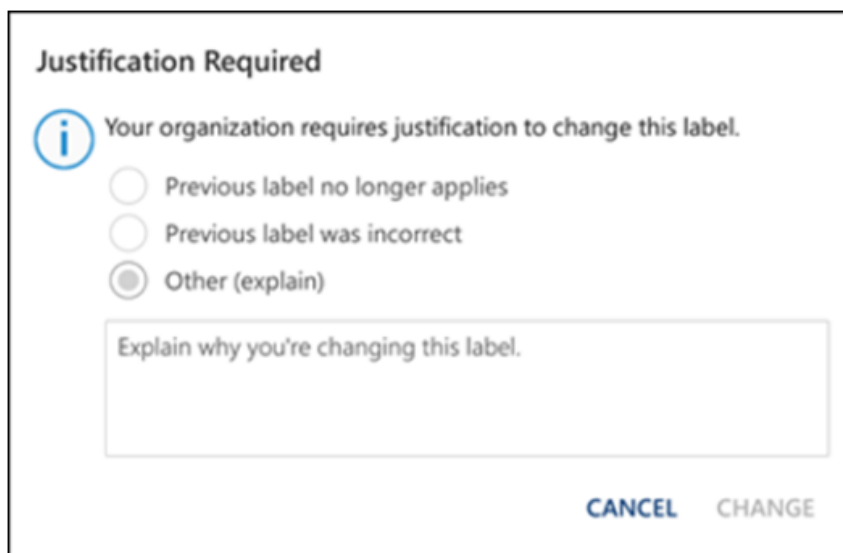 Justification Required
Your organization requires justification to change this label.
Previous label no longer applies
Previous label was incorrect
Other (explain)
Explain why you're changing this label.
CANCEL CHANGE